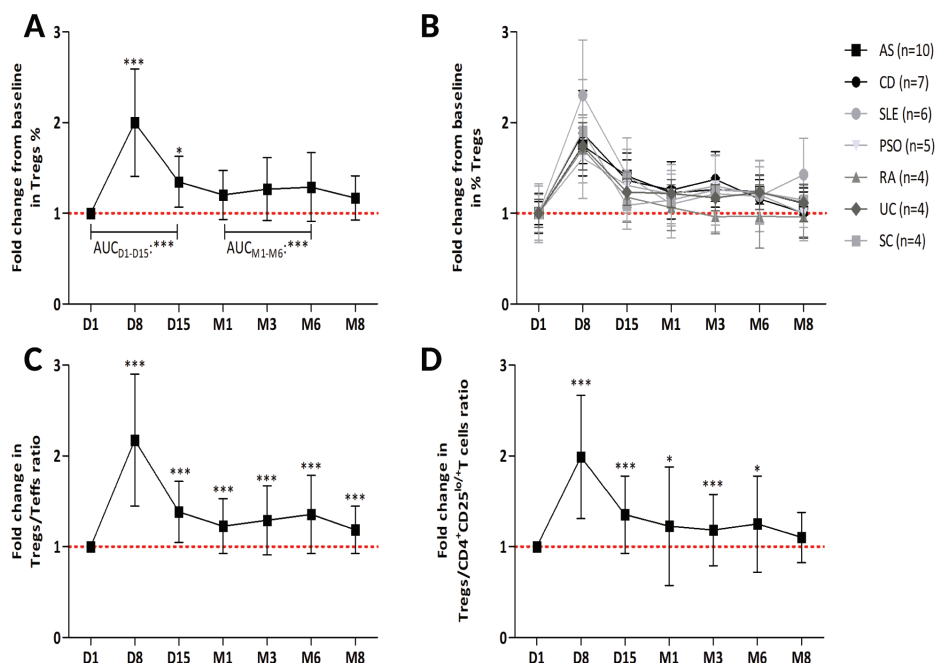 A
Fold change from baseline
in Tregs %
3
2
1
0
***
*
AUCD1-D15:***
AUCM1-M6:***
D1 D8 D15 M1 M3 M6 M8
B
Fold change from baseline
in % Tregs
3
2
1
0
D1 D8 D15 M1 M3 M6 M8
AS (n=10)
CD (n=7)
SLE (n=6)
PSO (n=5)
RA (n=4)
UC (n=4)
SC (n=4)
C
Fold change in
Tregs/Teffs ratio
3
2
1
0
***
***
***
***
***
***
D1 D8 D15 M1 M3 M6 M8
D
Fold change in
Tregs/CD4+CD25lo/+T cells ratio
3
2
1
0
***
***
*
***
*
D1 D8 D15 M1 M3 M6 M8